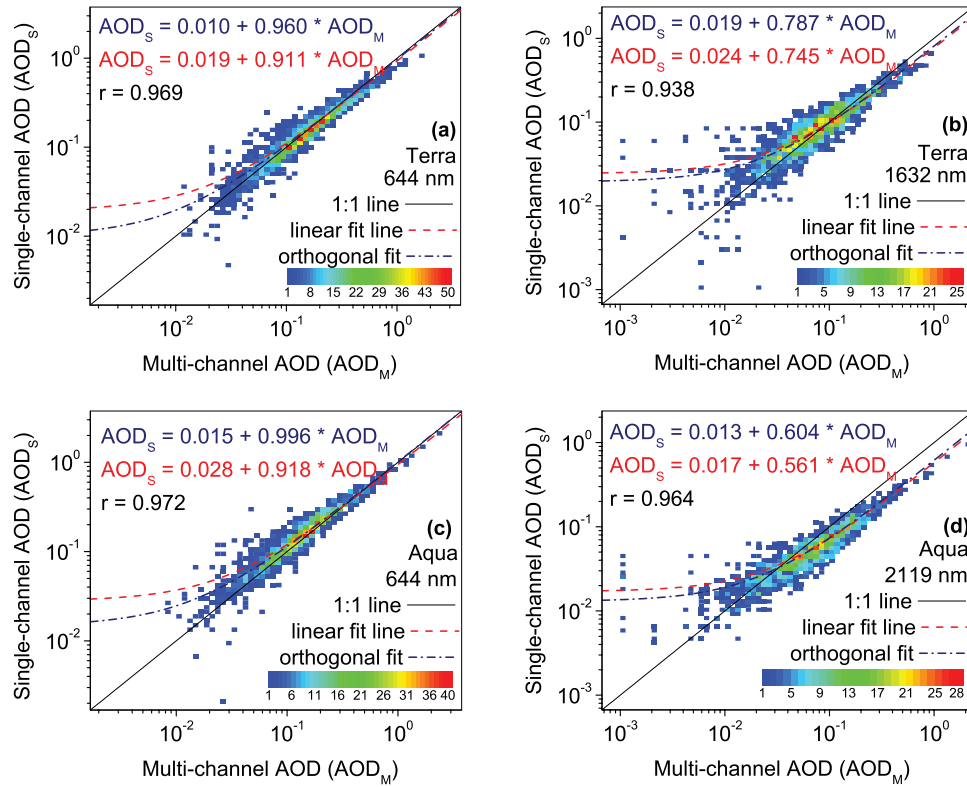 AOD_S = 0.010 + 0.960 * AOD_M
AOD_S = 0.019 + 0.911 * AOD_M
r = 0.969
(a)
Terra
644 nm
1:1 line
linear fit line
orthogonal fit
1 8 15 22 29 36 43 50
10^0
10^-1
10^-2
Single-channel AOD (AOD_S)
10^-2 10^-1 10^0
Multi-channel AOD (AOD_M)
AOD_S = 0.019 + 0.787 * AOD_M
AOD_S = 0.024 + 0.745 * AOD_M
r = 0.938
(b)
Terra
1632 nm
1:1 line
linear fit line
orthogonal fit
1 5 9 13 17 21 25
10^0
10^-1
10^-2
10^-3
Single-channel AOD (AOD_S)
10^-3 10^-2 10^-1 10^0
Multi-channel AOD (AOD_M)
AOD_S = 0.015 + 0.996 * AOD_M
AOD_S = 0.028 + 0.918 * AOD_M
r = 0.972
(c)
Aqua
644 nm
1:1 line
linear fit line
orthogonal fit
1 6 11 16 21 26 31 36 40
10^0
10^-1
10^-2
Single-channel AOD (AOD_S)
10^-2 10^-1 10^0
Multi-channel AOD (AOD_M)
AOD_S = 0.013 + 0.604 * AOD_M
AOD_S = 0.017 + 0.561 * AOD_M
r = 0.964
(d)
Aqua
2119 nm
1:1 line
linear fit line
orthogonal fit
1 5 9 13 17 21 25 28
10^0
10^-1
10^-2
10^-3
Single-channel AOD (AOD_S)
10^-3 10^-2 10^-1 10^0
Multi-channel AOD (AOD_M)